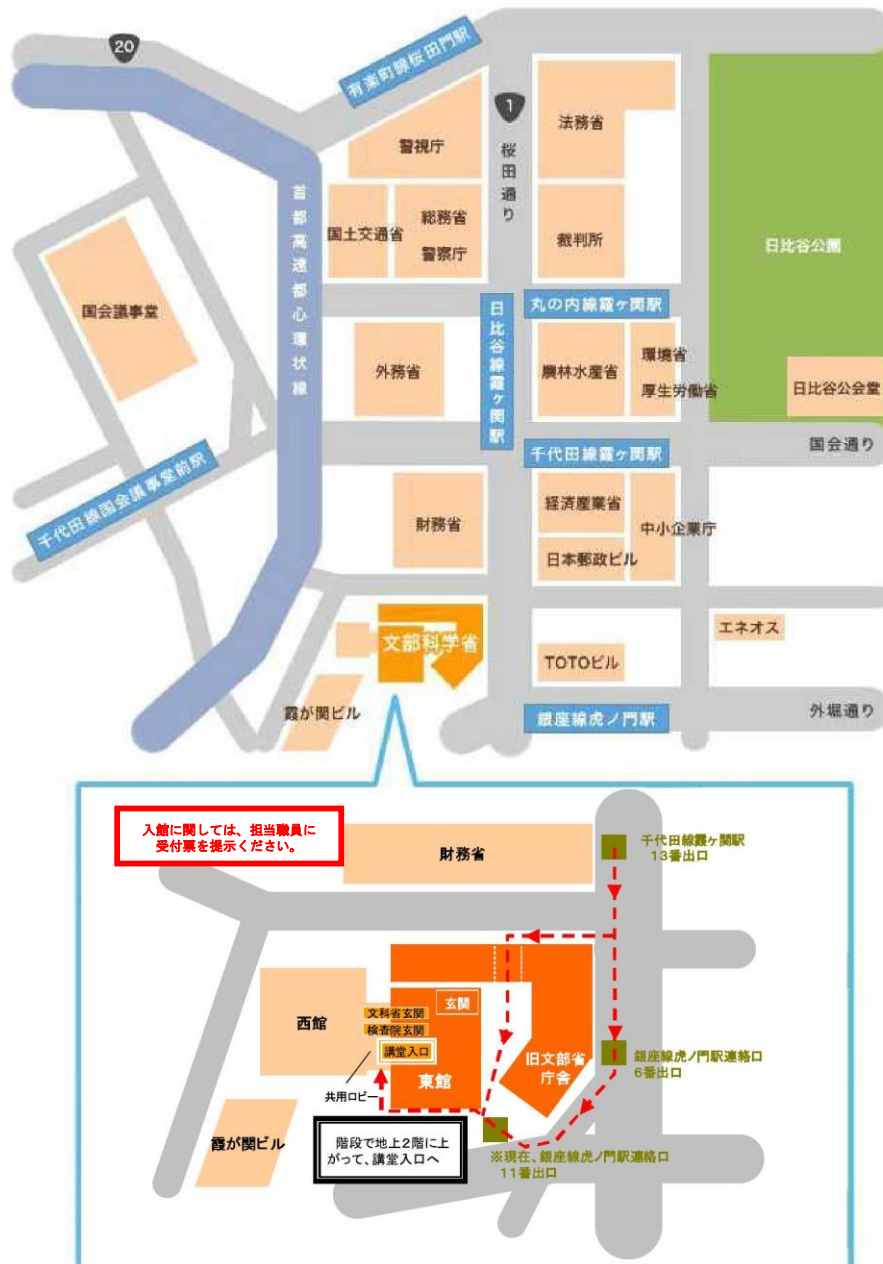 20
有楽町線桜田門駅
1
桜田通り
法務省
警視庁
首都高速都心環状線
国土交通省
総務省
警察庁
裁判所
日比谷公園
国会議事堂
日比谷線霞ヶ関駅
丸の内線霞ヶ関駅
外務省
農林水産省
環境省
厚生労働省
日比谷公会堂
千代田線霞ヶ関駅
国会通り
千代田線国会議事堂前駅
財務省
経済産業省
中小企業庁
日本郵政ビル
文部科学省
TOTOビル
エネオス
霞が関ビル
銀座線虎ノ門駅
外堀通り
入館に関しては、担当職員に
受付票を提示ください。
財務省
千代田線霞ヶ関駅
13番出口
西館
文科省玄関
検査院玄関
講堂入口
玄関
東館
旧文部省
庁舎
銀座線虎ノ門駅連絡口
6番出口
共用ロビー
霞が関ビル
階段で地上2階に上
がって、講堂入口へ
※現在、銀座線虎ノ門駅連絡口
11番出口